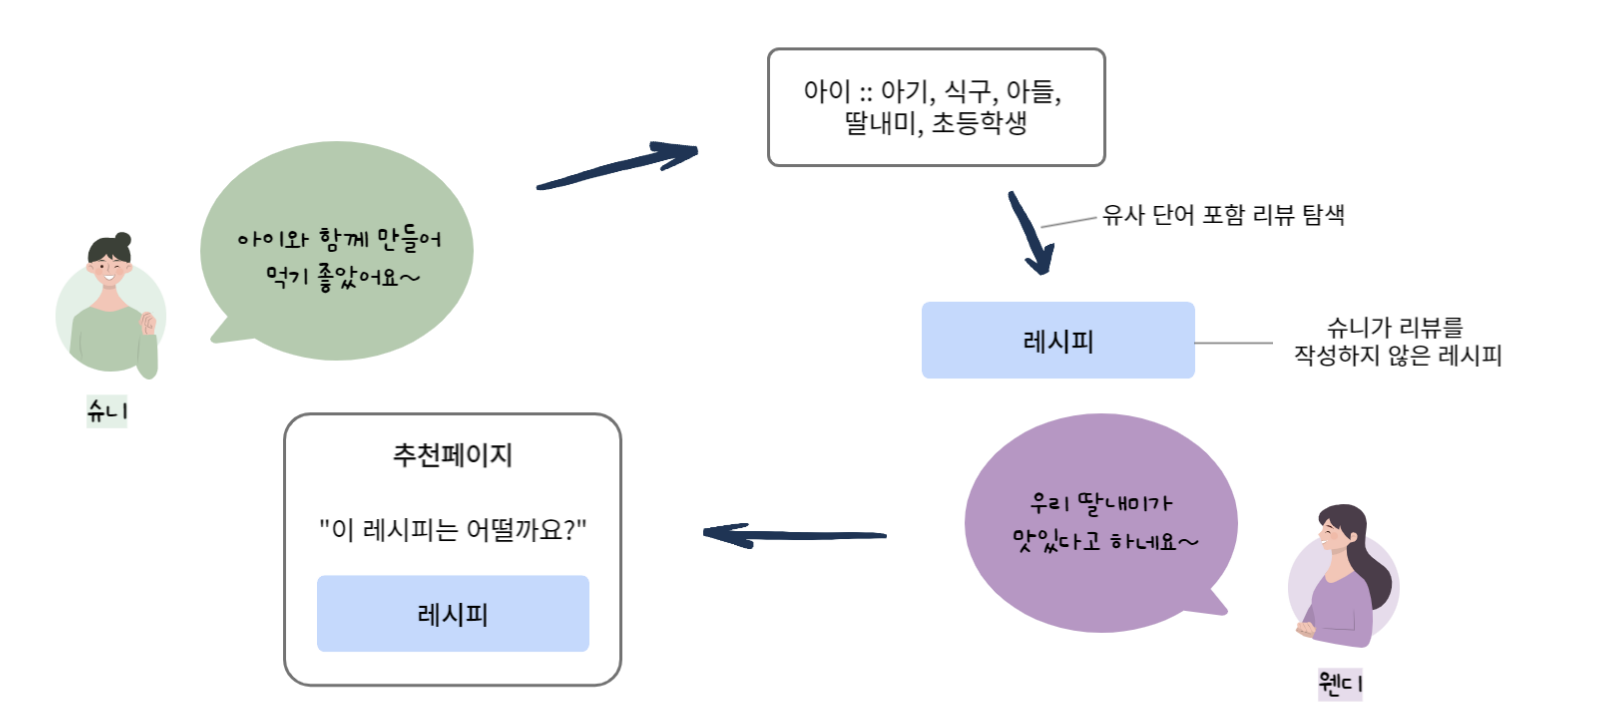 아이와 함께 만들어
먹기 좋았어요~
슈니
아이 :: 아기, 식구, 아들,
딸내미, 초등학생
유사 단어 포함 리뷰 탐색
레시피
슈니가 리뷰를
작성하지 않은 레시피
우리 딸내미가
맛있다고 하네요~
웬디
추천페이지
"이 레시피는 어떨까요?"
레시피